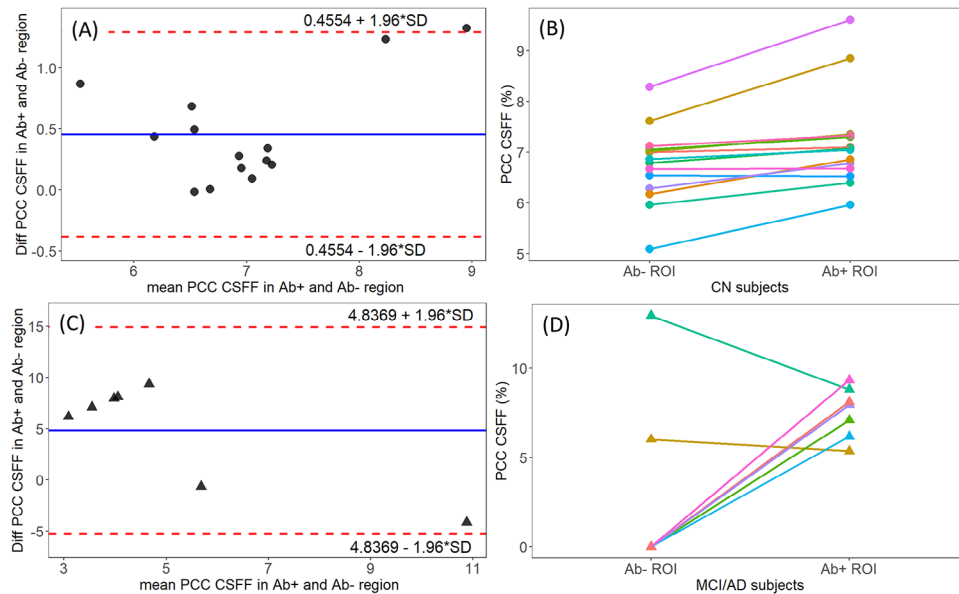 (A)
0.4554 + 1.96*SD
1.0
0.5
0.0
-0.5
0.4554 - 1.96*SD
6
7
8
9
Diff PCC CSFF in Ab+ and Ab- region
mean PCC CSFF in Ab+ and Ab- region
(B)
9
8
7
6
5
PCC CSFF (%)
Ab- ROI
Ab+ ROI
CN subjects
(C)
4.8369 + 1.96*SD
15
10
5
0
-5
4.8369 - 1.96*SD
3
5
7
9
11
Diff PCC CSFF in Ab+ and Ab- region
mean PCC CSFF in Ab+ and Ab- region
(D)
10
5
0
PCC CSFF (%)
Ab- ROI
Ab+ ROI
MCI/AD subjects